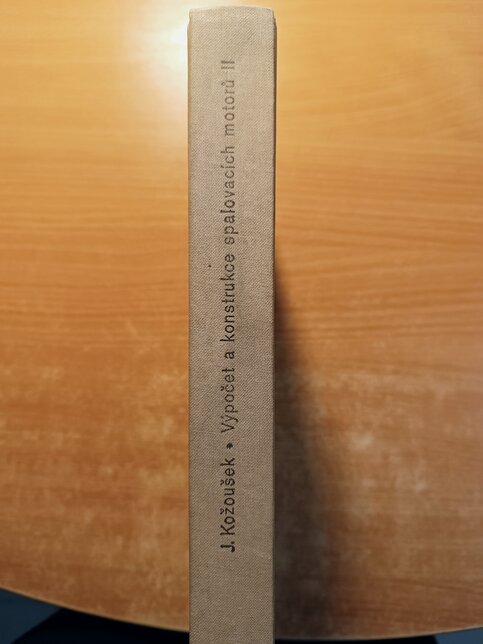 J. Kožoušek • Výpočet a konstrukce spalovacích motorů II